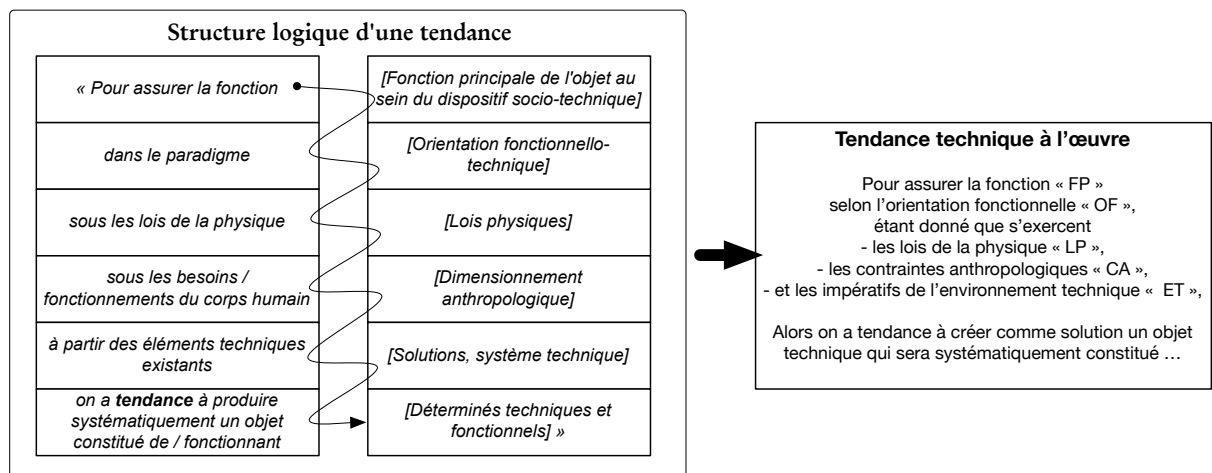 Structure logique d'une tendance
« Pour assurer la fonction
[Fonction principale de l'objet au
sein du dispositif socio-technique]
dans le paradigme
[Orientation fonctionnello-
technique]
sous les lois de la physique
[Lois physiques]
sous les besoins /
fonctionnements du corps humain
[Dimensionnement
anthropologique]
à partir des éléments techniques
existants
[Solutions, système technique]
on a tendance à produire
systématiquement un objet
constitué de / fonctionnant
[Déterminés techniques et
fonctionnels] »
Tendance technique à l'œuvre
Pour assurer la fonction « FP »
selon l'orientation fonctionnelle « OF »,
étant donné que s'exercent
- les lois de la physique « LP »,
- les contraintes anthropologiques « CA »,
- et les impératifs de l'environnement technique «  ET »,
Alors on a tendance à créer comme solution un objet
technique qui sera systématiquement constitué …